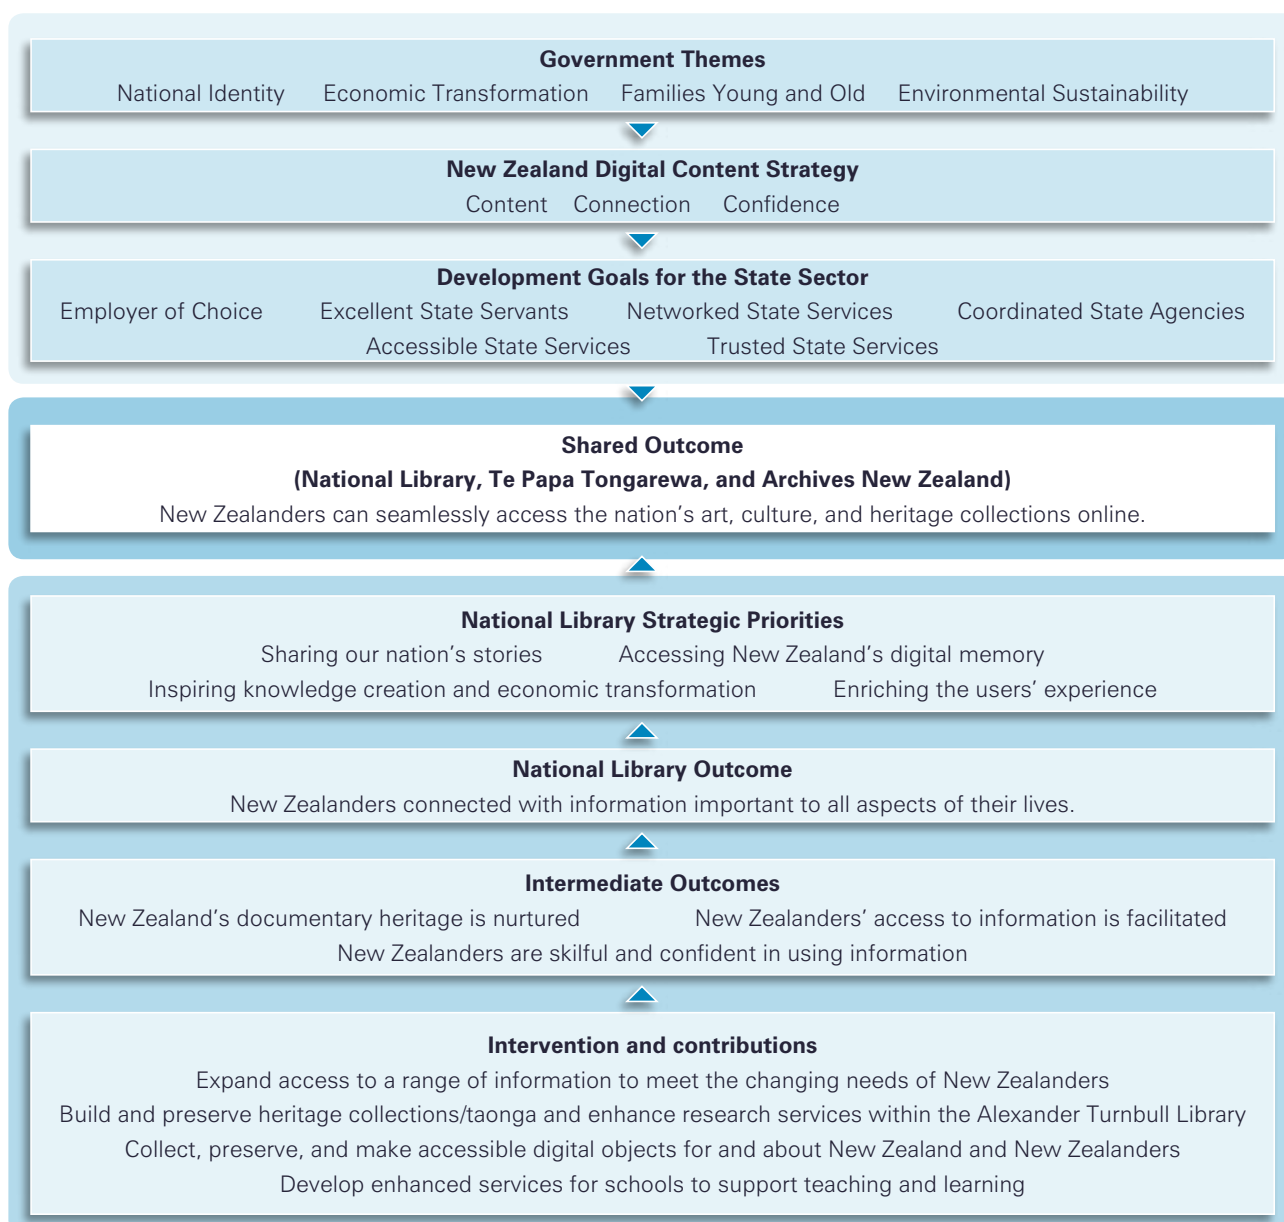 Government Themes
National Identity Economic Transformation Families Young and Old Environmental Sustainability
New Zealand Digital Content Strategy
Content Connection Confidence
Development Goals for the State Sector
Employer of Choice Excellent State Servants Networked State Services Coordinated State Agencies
Accessible State Services Trusted State Services
Shared Outcome
(National Library, Te Papa Tongarewa, and Archives New Zealand)
New Zealanders can seamlessly access the nation’s art, culture, and heritage collections online.
National Library Strategic Priorities
Sharing our nation’s stories Accessing New Zealand’s digital memory
Inspiring knowledge creation and economic transformation Enriching the users’ experience
National Library Outcome
New Zealanders connected with information important to all aspects of their lives.
Intermediate Outcomes
New Zealand’s documentary heritage is nurtured New Zealanders’ access to information is facilitated
New Zealanders are skilful and confident in using information
Intervention and contributions
Expand access to a range of information to meet the changing needs of New Zealanders
Build and preserve heritage collections/taonga and enhance research services within the Alexander Turnbull Library
Collect, preserve, and make accessible digital objects for and about New Zealand and New Zealanders
Develop enhanced services for schools to support teaching and learning